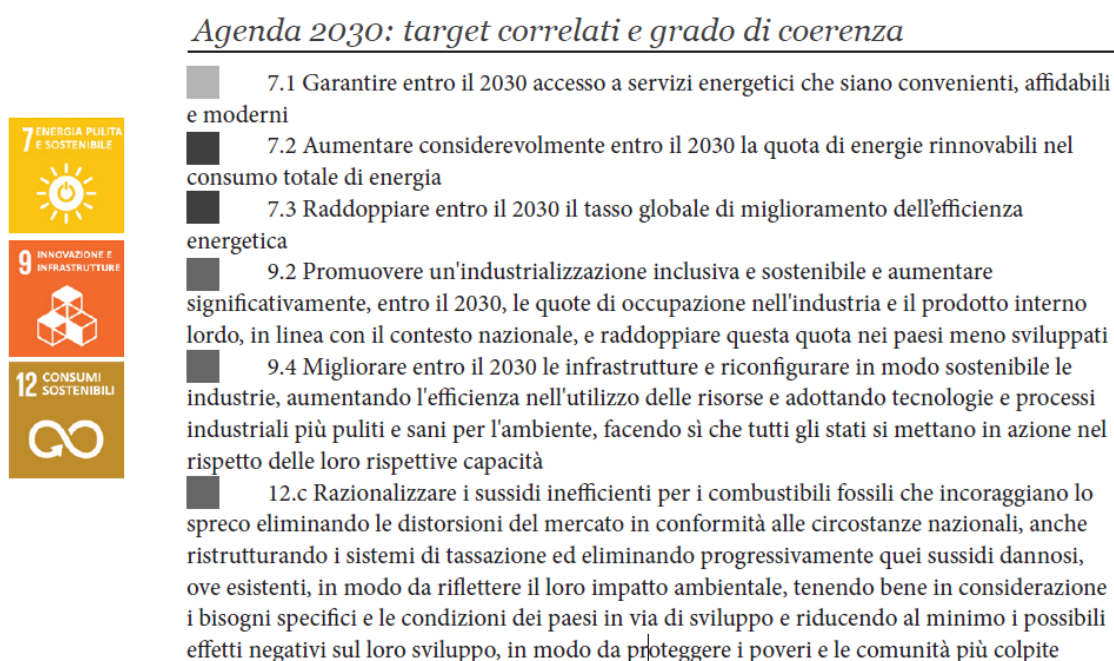 Agenda 2030: target correlati e grado di coerenza
7.1 Garantire entro il 2030 accesso a servizi energetici che siano convenienti, affidabili
e moderni
7 ENERGIA PULITA
E SOSTENIBILE
7.2 Aumentare considerevolmente entro il 2030 la quota di energie rinnovabili nel
consumo totale di energia
7.3 Raddoppiare entro il 2030 il tasso globale di miglioramento dell'efficienza
energetica
9 INNOVAZIONE E
INFRASTRUTTURE
9.2 Promuovere un'industrializzazione inclusiva e sostenibile e aumentare
significativamente, entro il 2030, le quote di occupazione nell'industria e il prodotto interno
lordo, in linea con il contesto nazionale, e raddoppiare questa quota nei paesi meno sviluppati
9.4 Migliorare entro il 2030 le infrastrutture e riconfigurare in modo sostenibile le
industrie, aumentando l'efficienza nell'utilizzo delle risorse e adottando tecnologie e processi
industriali più puliti e sani per l'ambiente, facendo sì che tutti gli stati si mettano in azione nel
rispetto delle loro rispettive capacità
12 CONSUMI
SOSTENIBILI
12.c Razionalizzare i sussidi inefficienti per i combustibili fossili che incoraggiano lo
spreco eliminando le distorsioni del mercato in conformità alle circostanze nazionali, anche
ristrutturando i sistemi di tassazione ed eliminando progressivamente quei sussidi dannosi,
ove esistenti, in modo da riflettere il loro impatto ambientale, tenendo bene in considerazione
i bisogni specifici e le condizioni dei paesi in via di sviluppo e riducendo al minimo i possibili
effetti negativi sul loro sviluppo, in modo da proteggere i poveri e le comunità più colpite